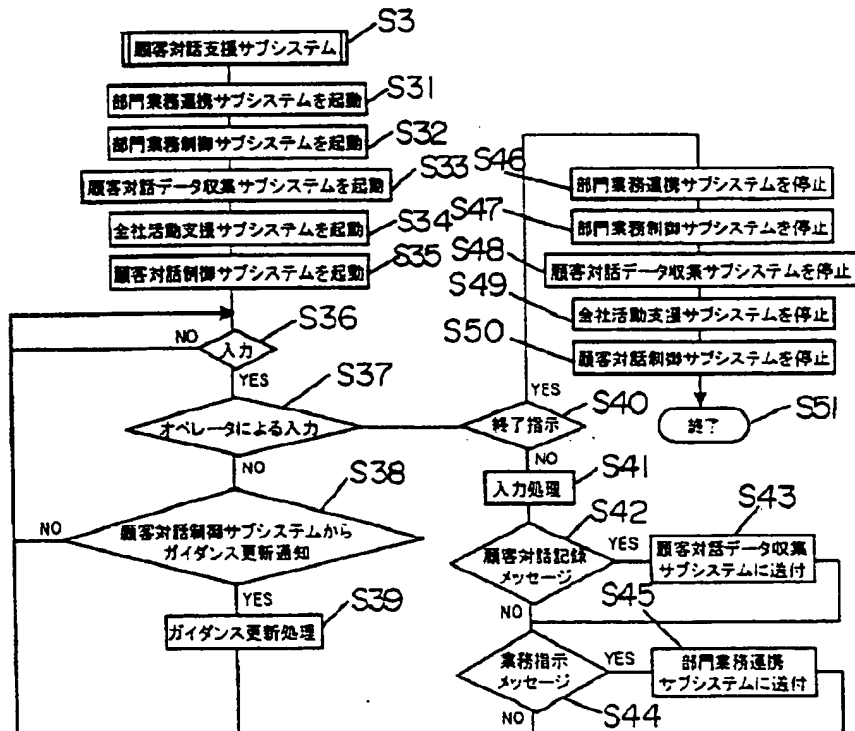 S3
顧客対話支援サブシステム
S31
部門業務連携サブシステムを起動
S32
部門業務制御サブシステムを起動
S33
顧客対話データ収集サブシステムを起動
S34
全社活動支援サブシステムを起動
S35
顧客対話制御サブシステムを起動
S36
NO
入力
YES
S37
オペレータによる入力
NO
S38
NO
顧客対話制御サブシステムから
ガイダンス更新通知
YES
S39
ガイダンス更新処理
YES
S40
終了指示
NO
S41
入力処理
S42
顧客対話記録
メッセージ
YES
NO
S43
顧客対話データ収集
サブシステムに送付
S45
業務指示
メッセージ
YES
部門業務連携
サブシステムに送付
NO
S44
S46
部門業務連携サブシステムを停止
S47
部門業務制御サブシステムを停止
S48
顧客対話データ収集サブシステムを停止
S49
全社活動支援サブシステムを停止
S50
顧客対話制御サブシステムを停止
S51
終了